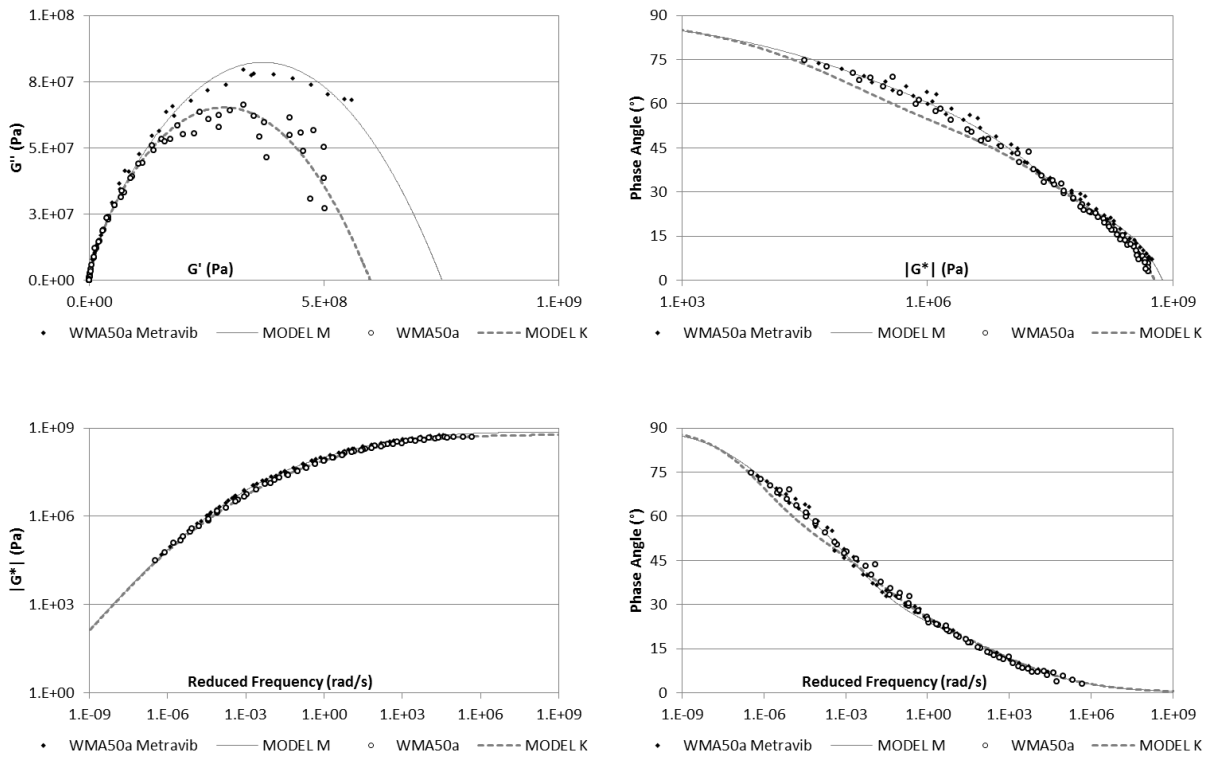 1.E+08
8.E+07
5.E+07
3.E+07
0.E+00
G'' (Pa)
G' (Pa)
0.E+00 5.E+08 1.E+09
WMA50a Metravib MODEL M WMA50a MODEL K
90
75
60
45
30
15
0
Phase Angle (°)
|G*| (Pa)
1.E+03 1.E+06 1.E+09
WMA50a Metravib MODEL M WMA50a MODEL K
1.E+09
1.E+06
1.E+03
1.E+00
|G*| (Pa)
Reduced Frequency (rad/s)
1.E-09 1.E-06 1.E-03 1.E+00 1.E+03 1.E+06 1.E+09
WMA50a Metravib MODEL M WMA50a MODEL K
90
75
60
45
30
15
0
Phase Angle (°)
Reduced Frequency (rad/s)
1.E-09 1.E-06 1.E-03 1.E+00 1.E+03 1.E+06 1.E+09
WMA50a Metravib MODEL M WMA50a MODEL K